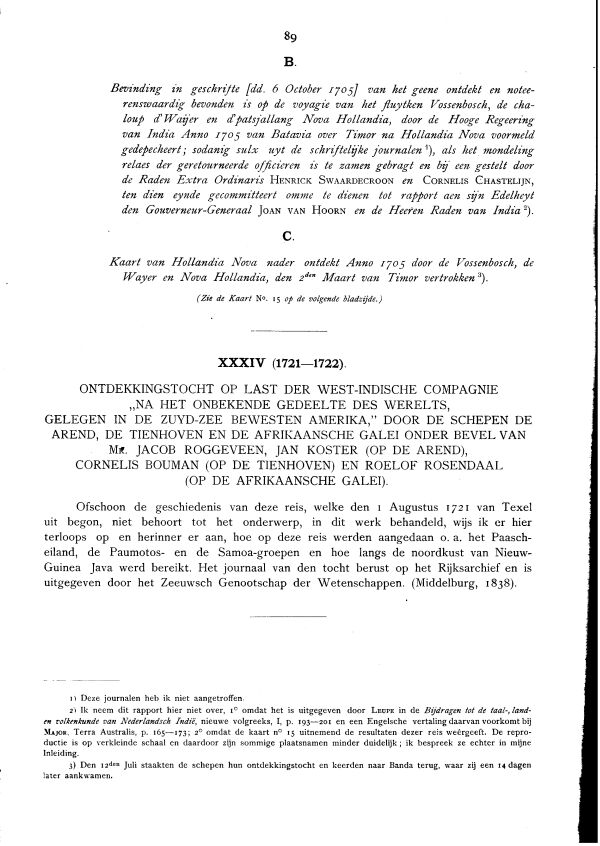 89
B.
Bevinding in geschrifte [dd. 6 October 1705] van het geene ontdekt en notee-
renswaardig bevonden is op de voyagie van het fluytken Vossenbosch, de cha-
loup d'Waijer en d'patsjallang Nova Hollandia, door de Hooge Regeering
van India Anno 1705 van Batavia over Timor na Hollandia Nova voormeld
gedepecheert; sodanig sulx uyt de schriftelijke journalen 1), als het mondeling
relaes der geretourneerde officieren is te zamen gebragt en bij een gestelt door
de Raden Extra Ordinaris Henrick Swaardecroon en Cornelis Chastelijn,
ten dien eynde gecommitteert omme te dienen tot rapport aen sijn Edelheyt
den Gouverneur-Generaal Joan van Hoorn en de Heeren Raden van India 2).
C.
Kaart van Hollandia Nova nader ontdekt Anno 1705 door de Vossenbosch, de
Wayer en Nova Hollandia, den 2den Maart van Timor vertrokken 3).
(Zie de Kaart No. 15 op de volgende bladzijde.)
XXXIV (1721—1722).
ONTDEKKINGSTOCHT OP LAST DER WEST-INDISCHE COMPAGNIE
„NA HET ONBEKENDE GEDEELTE DES WERELTS,
GELEGEN IN DE ZUYD-ZEE BEWESTEN AMERIKA,” DOOR DE SCHEPEN DE
AREND, DE TIENHOVEN EN DE AFRIKAANSCHE GALEI ONDER BEVEL VAN
Mr. JACOB ROGGEVEEN, JAN KOSTER (OP DE AREND),
CORNELIS BOUMAN (OP DE TIENHOVEN) EN ROELOF ROSENDAAL
(OP DE AFRIKAANSCHE GALEI).
Ofschoon de geschiedenis van deze reis, welke den 1 Augustus 1721 van Texel
uit begon, niet behoort tot het onderwerp, in dit werk behandeld, wijs ik er hier
terloops op en herinner er aan, hoe op deze reis werden aangedaan o. a. het Paasch-
eiland, de Paumotos- en de Samoa-groepen en hoe langs de noordkust van Nieuw-
Guinea Java werd bereikt. Het journaal van den tocht berust op het Rijksarchief en is
uitgegeven door het Zeeuwsch Genootschap der Wetenschappen. (Middelburg, 1838).
1) Deze journalen heb ik niet aangetroffen.
2) Ik neem dit rapport hier niet over, 1° omdat het is uitgegeven door Leupe in de Bijdragen tot de taal-, land-
en volkenkunde van Nederlandsch Indië, nieuwe volgreeks, I, p. 193—201 en een Engelsche vertaling daarvan voorkomt bij
Major, Terra Australis, p. 165—173; 2° omdat de kaart n° 15 uitnemend de resultaten dezer reis weêrgeeft. De repro-
ductie is op verkleinde schaal en daardoor zijn sommige plaatsnamen minder duidelijk; ik bespreek ze echter in mijne
Inleiding.
3) Den 12den Juli staakten de schepen hun ontdekkingstocht en keerden naar Banda terug, waar zij een 14 dagen
later aankwamen.